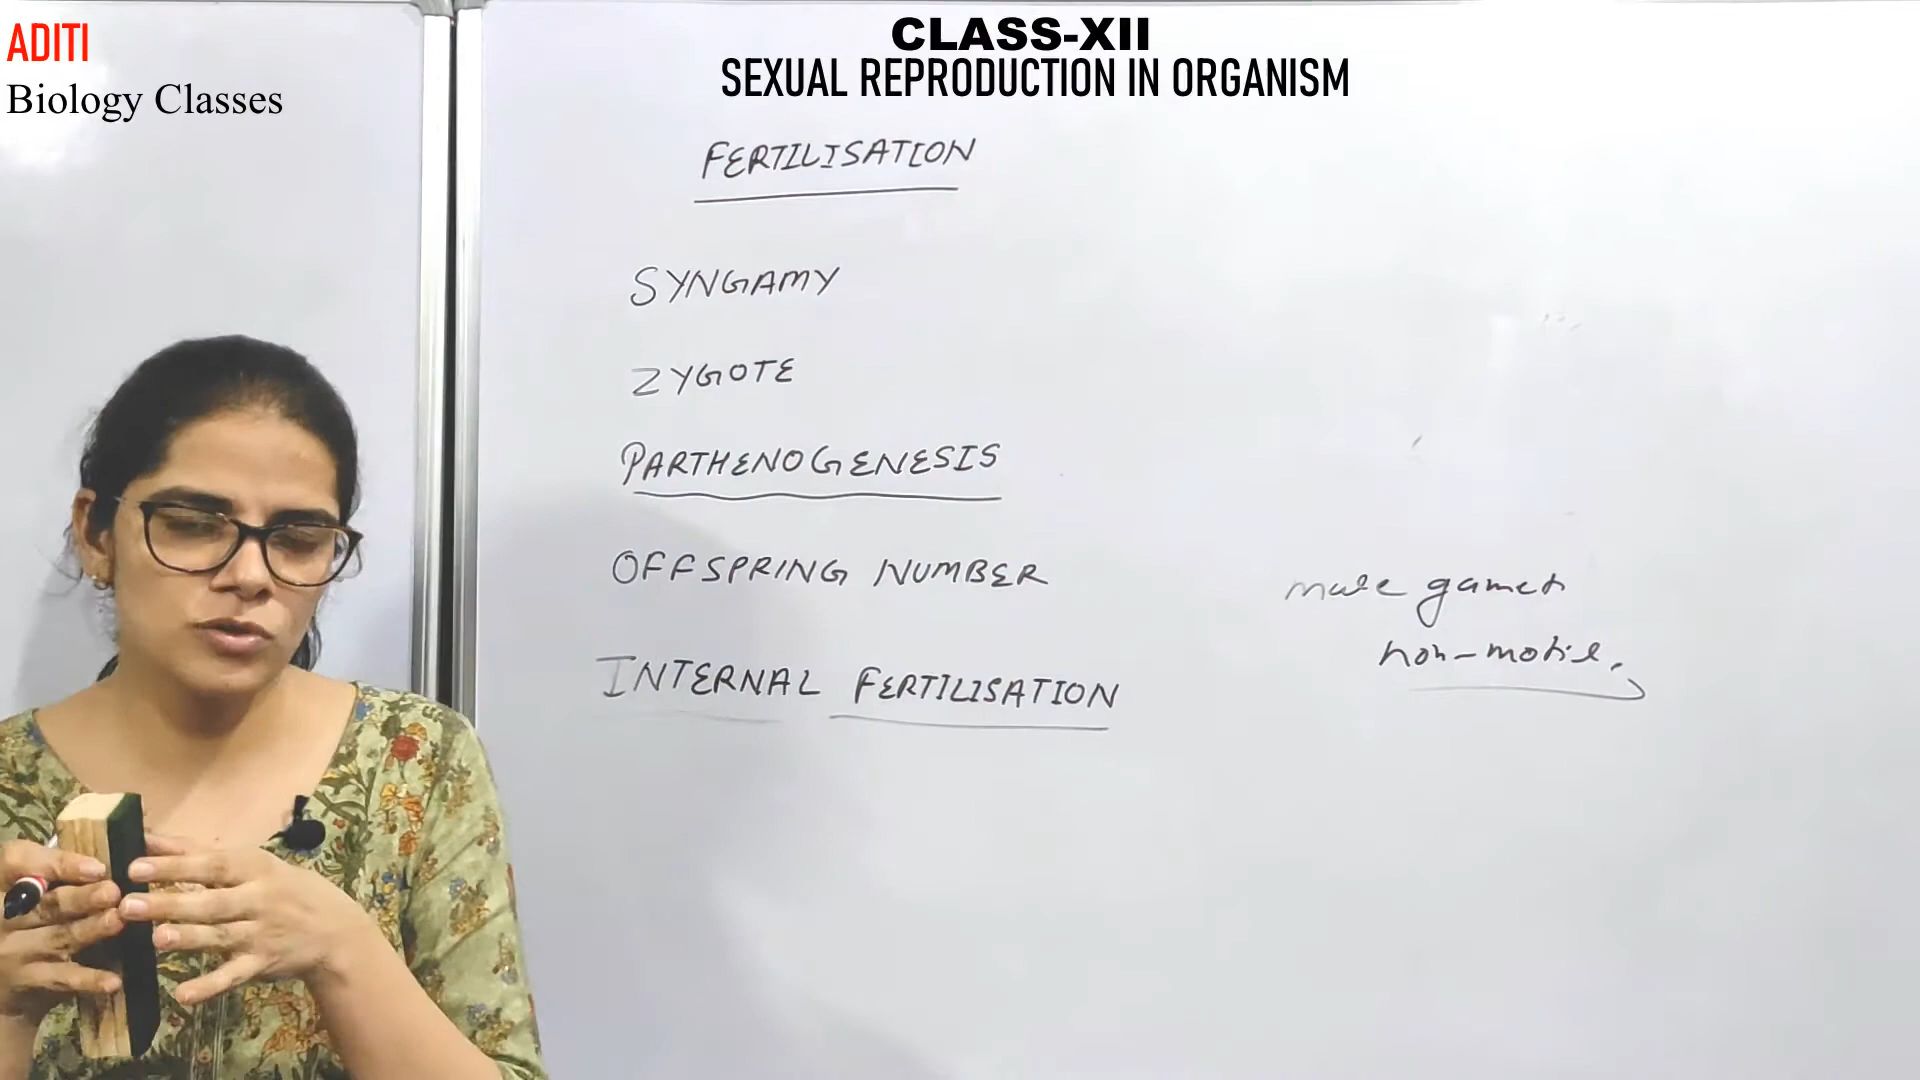 ADITI
Biology Classes
CLASS-XII
SEXUAL REPRODUCTION IN ORGANISM
FERTILISATION
SYNGAMY
ZYGOTE
PARTHENOGENESIS
OFFSPRING NUMBER
male gamets
non-motile.
INTERNAL FERTILISATION